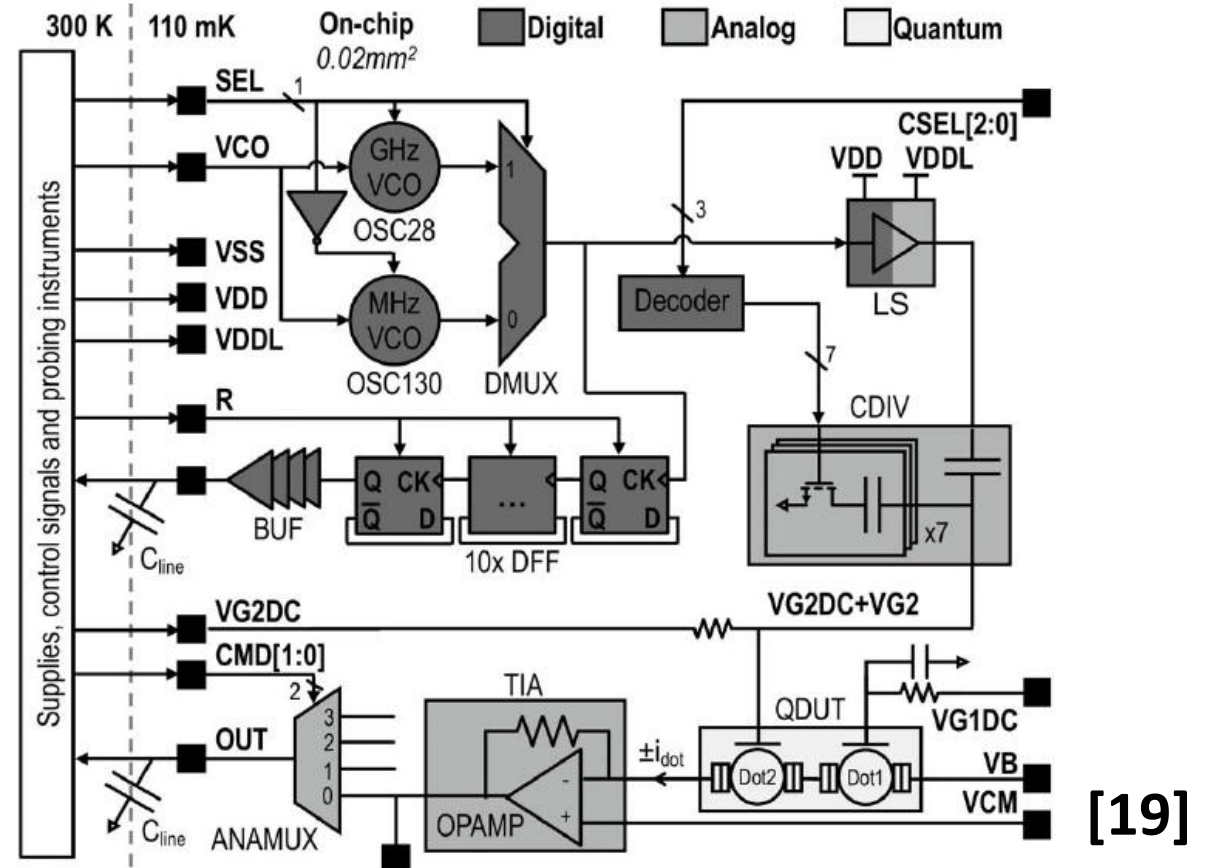 300 K
110 mK
On-chip
0.02mm²
Digital
Analog
Quantum
Supplies, control signals and probing instruments
SEL
1
VCO
GHz
VCO
OSC28
MHz
VCO
OSC130
1
0
DMUX
VSS
VDD
VDDL
CSEL[2:0]
VDD
VDDL
3
Decoder
LS
7
CDIV
x7
R
Q
CK
Q
D
...
Q
CK
Q
D
BUF
10x DFF
Cline
VG2DC
VG2DC+VG2
CMD[1:0]
2
3
2
1
0
OUT
ANAMUX
Cline
TIA
-
+
OPAMP
±idot
QDUT
Dot2
Dot1
VG1DC
VB
VCM
[19]